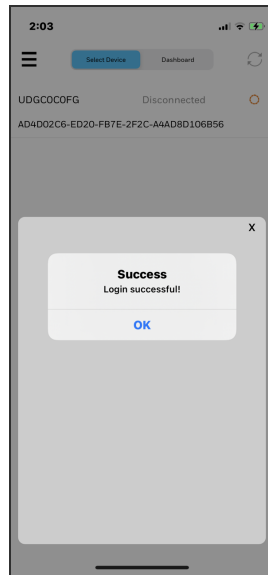 2:03
Select Device Dashboard
UDGC0C0FG Disconnected
AD4D02C6-ED20-FB7E-2F2C-A4AD8D106B56
X
Success
Login successful!
OK